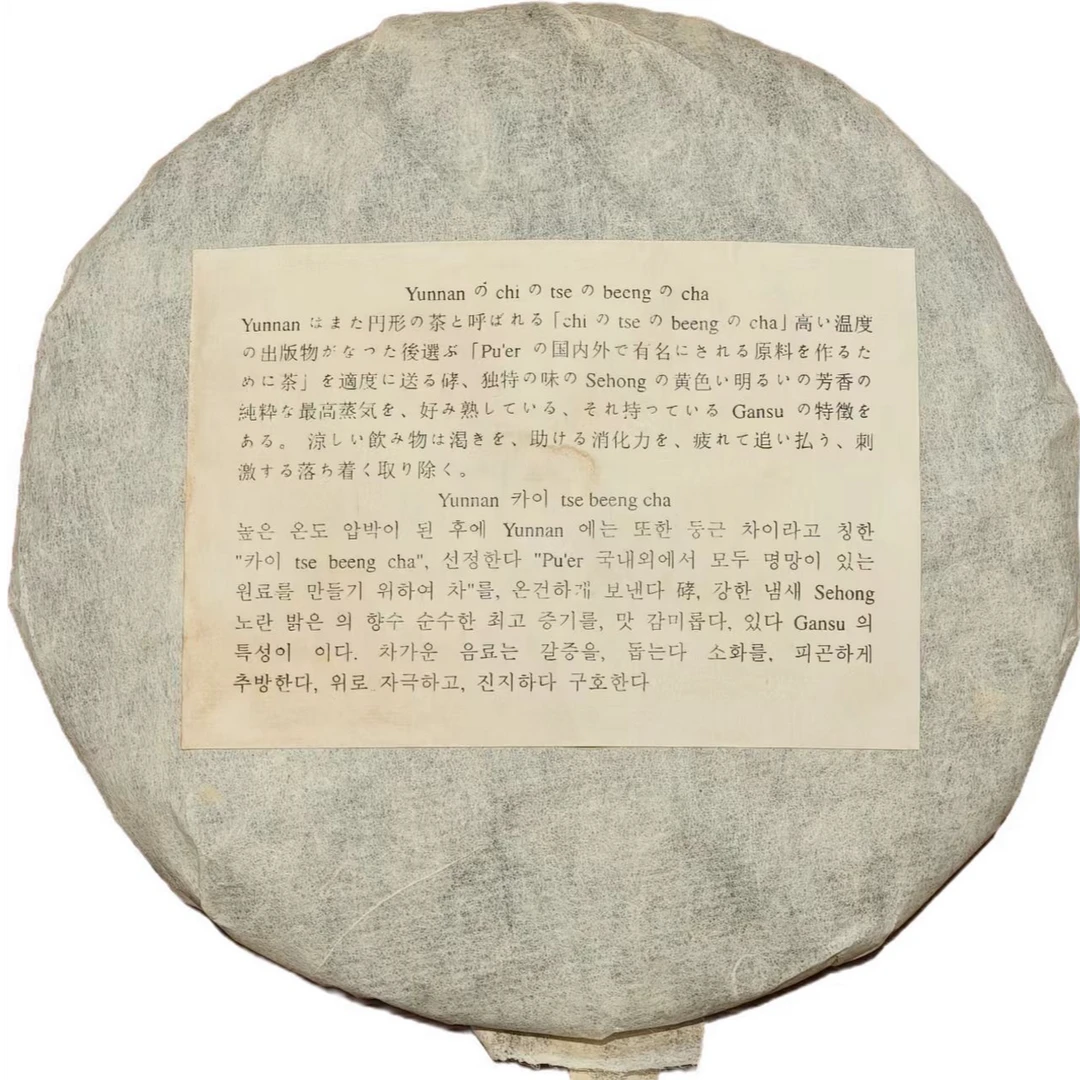 Yunnan の chi の tse の beeng の cha
Yunnan はまた円形の茶と呼ばれる「chi の tse の beeng の cha」高い温度
の出版物がなった後選ぶ「Pu'er の国内外で有名にされる原料を作るた
めに茶」を適度に送る酵、独特の味の Sehong の黄色い明るいの芳香の
純粋な最高蒸気を、好み熟している、それ持っている Gansu の特徴を
ある。 涼しい飲み物は渇きを、助ける消化力を、疲れて追い払う、刺
激する落ち着く取り除く。
Yunnan 카이 tse beeng cha
높은 온도 압박이 된 후에 Yunnan 에는 또한 둥근 차이라고 칭한
"카이 tse beeng cha", 선정한다 "Pu'er 국내외에서 모두 명망이 있는
원료를 만들기 위하여 차"를, 온건하게 보낸다 酵, 강한 냄새 Sehong
노란 밝은 의 향수 순수한 최고 증기를, 맛 감미롭다, 있다 Gansu 의
특성이 이다. 차가운 음료는 갈증을, 돕는다 소화를, 피곤하게
추방한다, 위로 자극하고, 진지하다 구호한다